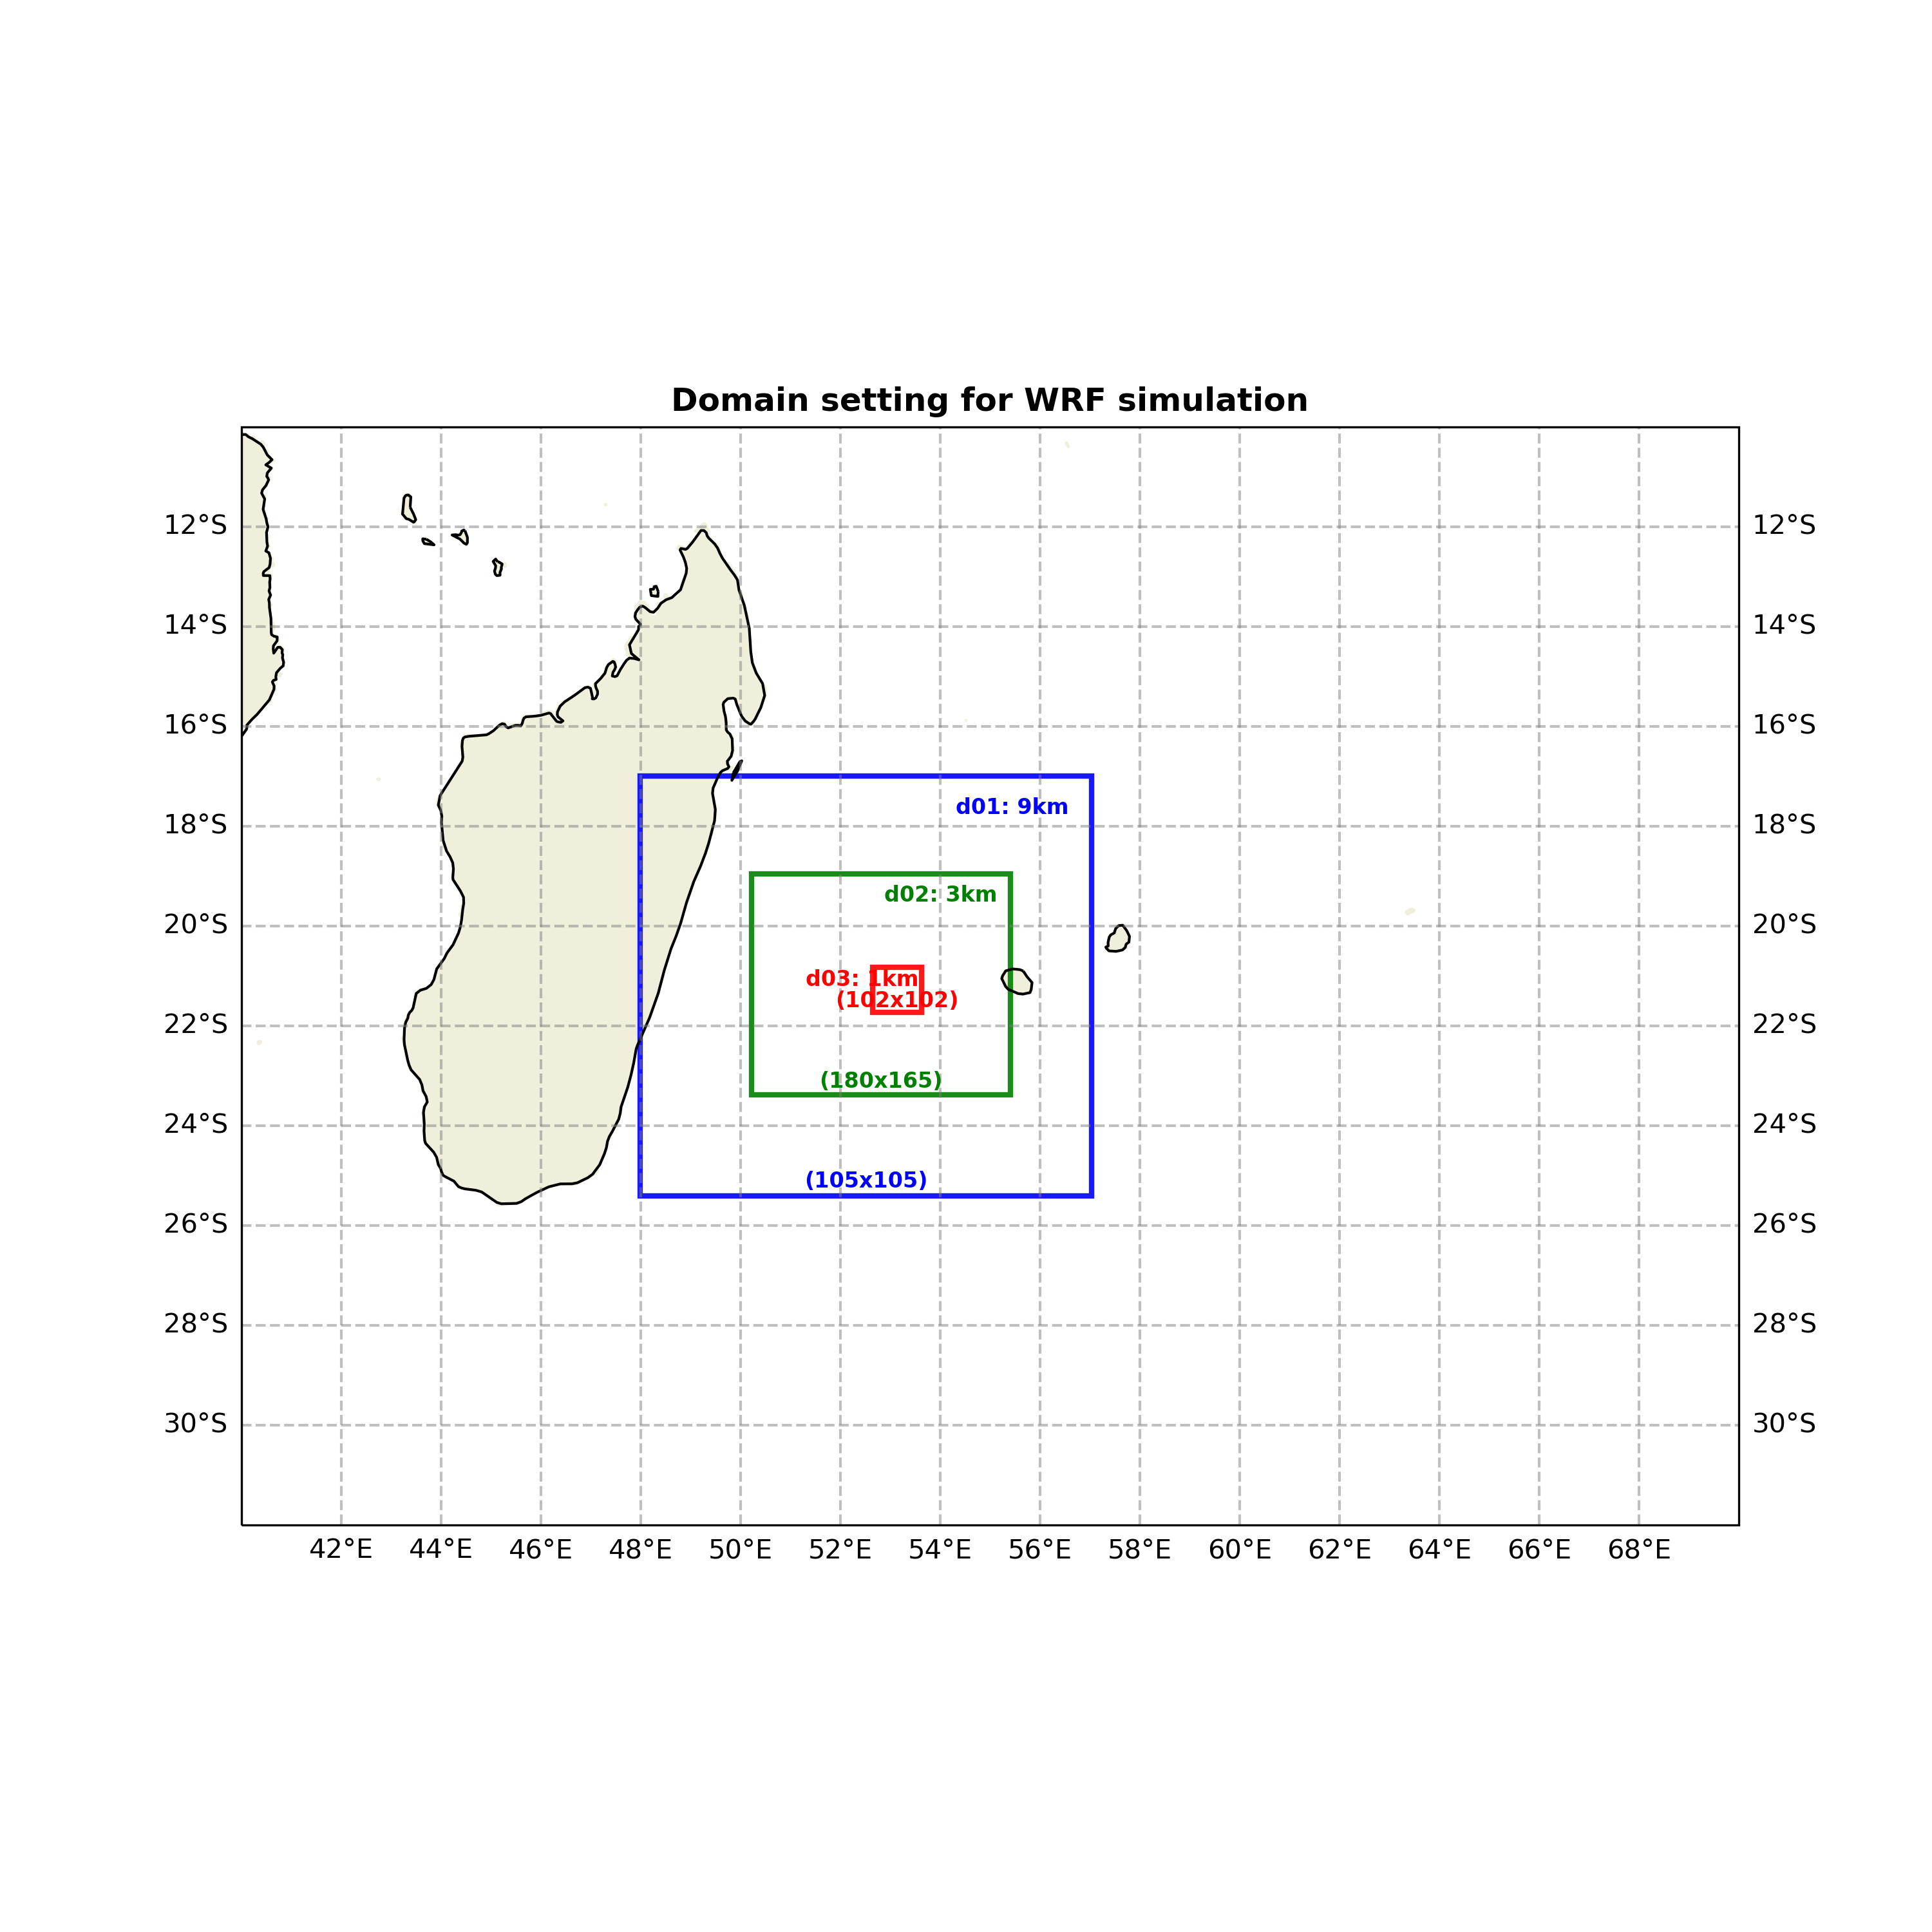 Domain setting for WRF simulation
12°S 12°S
14°S 14°S
16°S 16°S
d01: 9km
18°S 18°S
d02: 3km
20°S 20°S
d03: 1km
(102x102)
22°S 22°S
(180x165)
24°S 24°S
(105x105)
26°S 26°S
28°S 28°S
30°S 30°S
42°E 44°E 46°E 48°E 50°E 52°E 54°E 56°E 58°E 60°E 62°E 64°E 66°E 68°E